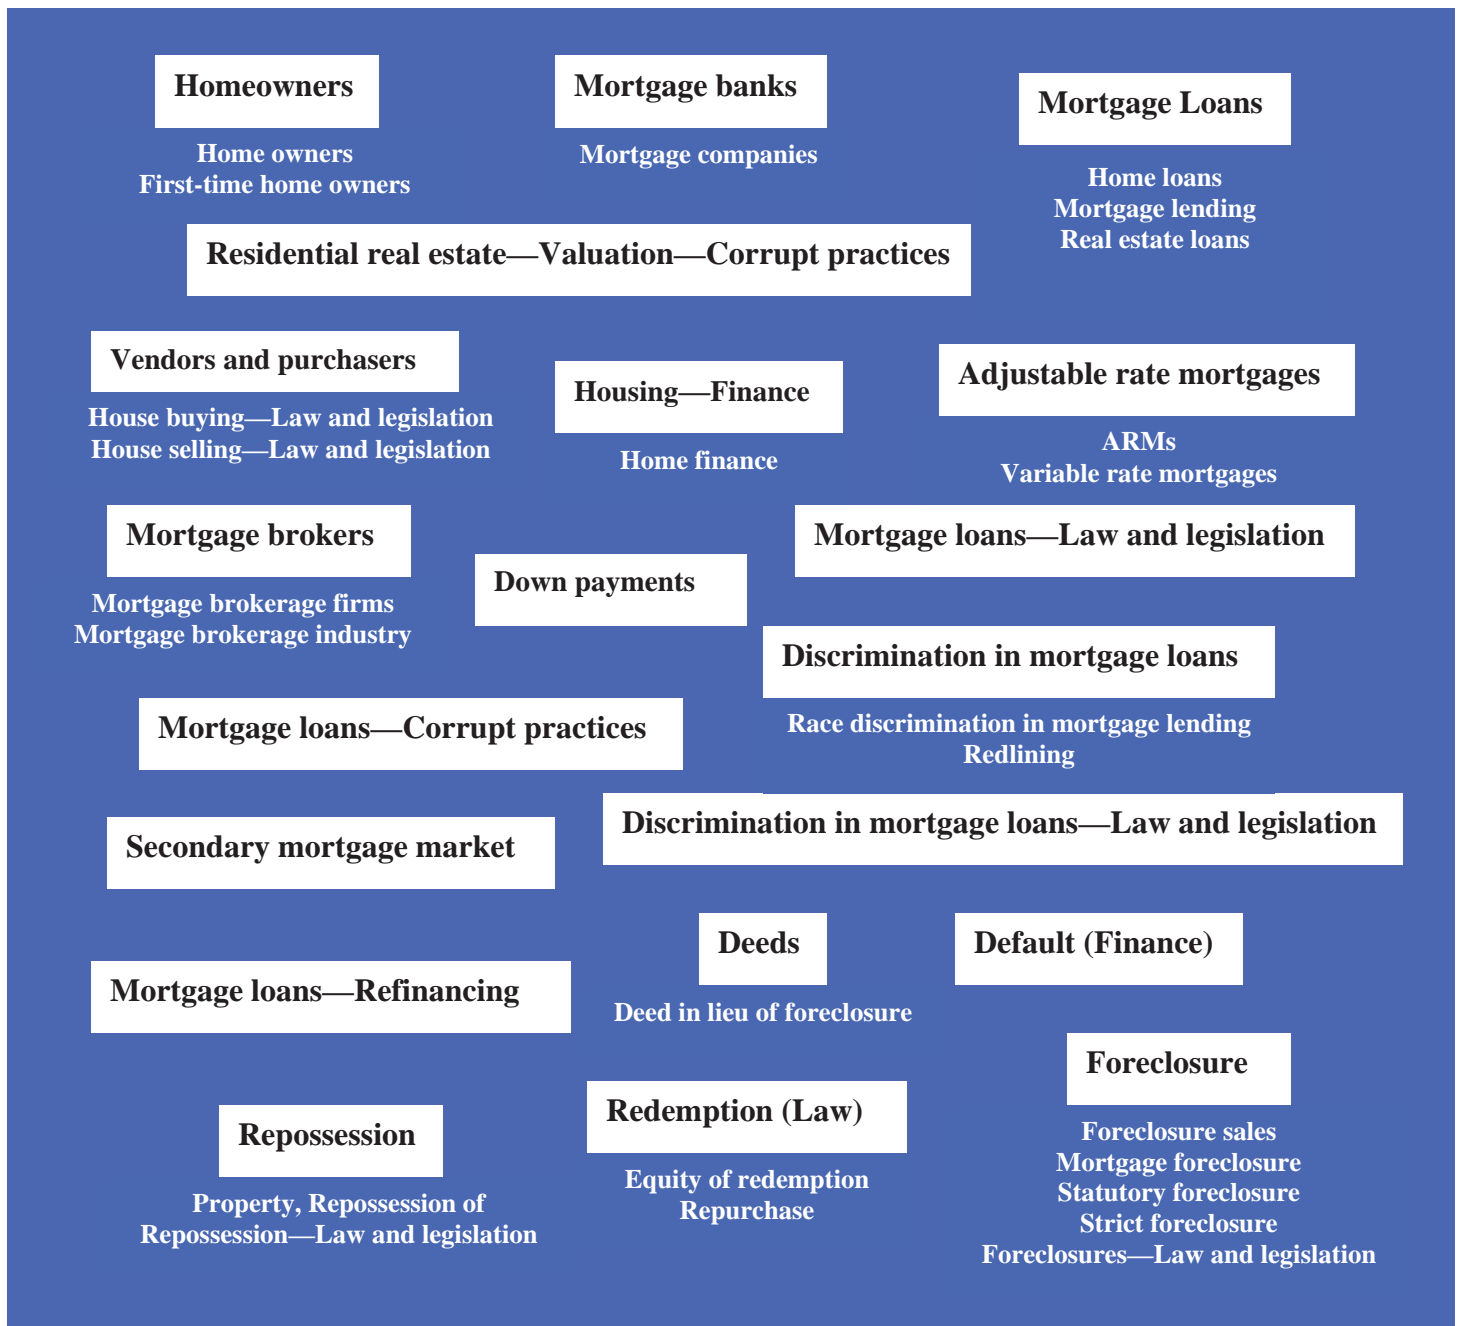 Homeowners
Home owners
First-time home owners
Mortgage banks
Mortgage companies
Mortgage Loans
Home loans
Mortgage lending
Real estate loans
Residential real estate—Valuation—Corrupt practices
Vendors and purchasers
House buying—Law and legislation
House selling—Law and legislation
Housing—Finance
Home finance
Adjustable rate mortgages
ARMs
Variable rate mortgages
Mortgage brokers
Mortgage brokerage firms
Mortgage brokerage industry
Down payments
Mortgage loans—Law and legislation
Discrimination in mortgage loans
Race discrimination in mortgage lending
Redlining
Mortgage loans—Corrupt practices
Discrimination in mortgage loans—Law and legislation
Secondary mortgage market
Deeds
Deed in lieu of foreclosure
Default (Finance)
Mortgage loans—Refinancing
Foreclosure
Foreclosure sales
Mortgage foreclosure
Statutory foreclosure
Strict foreclosure
Foreclosures—Law and legislation
Redemption (Law)
Equity of redemption
Repurchase
Repossession
Property, Repossession of
Repossession—Law and legislation